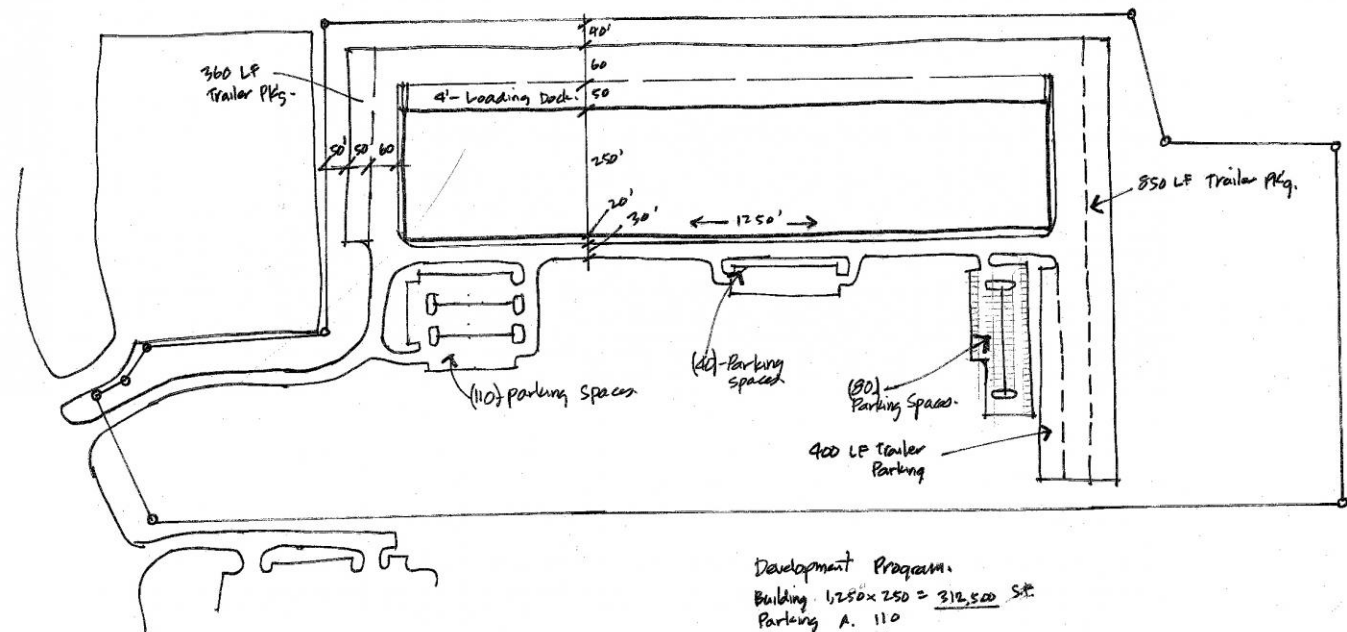 40'
360 LF
Trailer Pkg.
60
4'- Loading Dock.
50
50'
50'
60
250'
20'
30'
1250'
850 LF Trailer Pkg.
(40)-Parking
Spaces
(110) parking spaces.
(80)
Parking Spaces.
400 LF Trailer
Parking
Development Program.
Building 1,250 x 250 = 312,500 S.F.
Parking A. 110